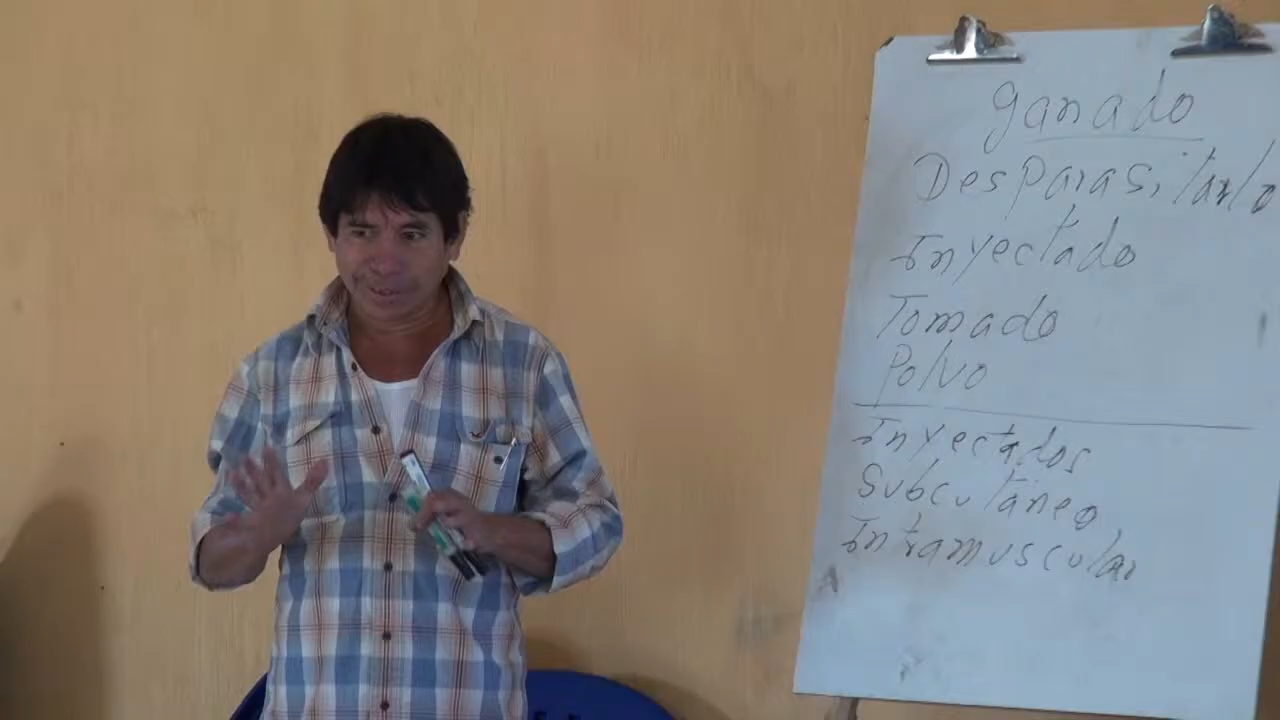 Ganado
Desparasitarlo
Inyectado
Tomado
Polvo
Inyectados
Subcutáneo,
Intramuscular